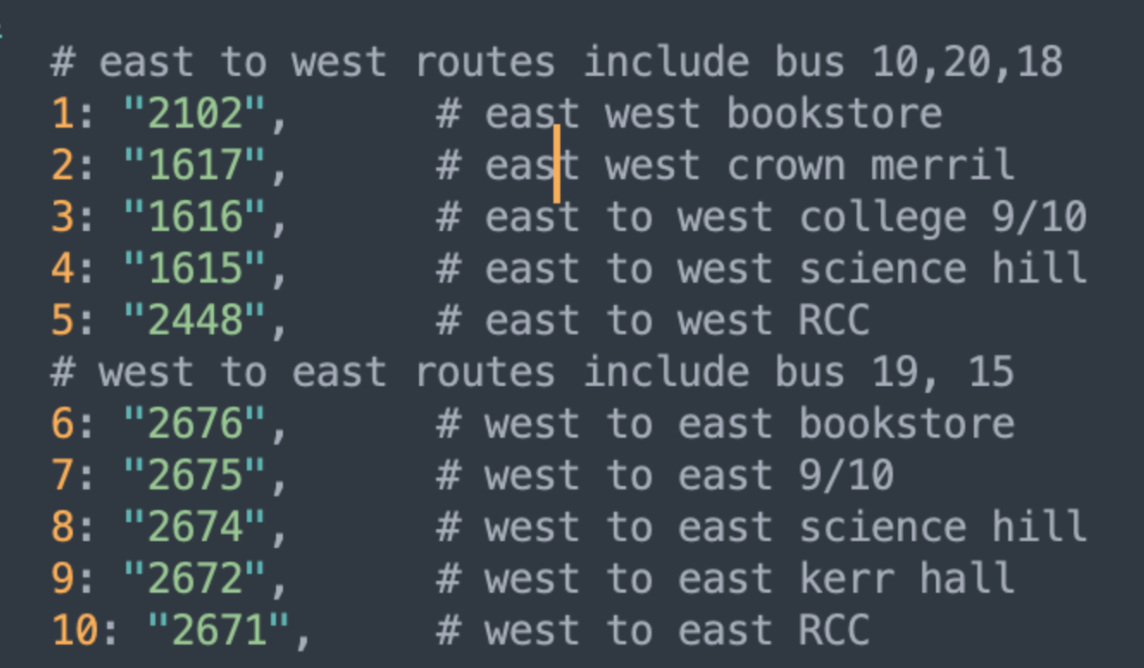 # east to west routes include bus 10,20,18
1: "2102", # east west bookstore
2: "1617", # east west crown merril
3: "1616", # east to west college 9/10
4: "1615", # east to west science hill
5: "2448", # east to west RCC
# west to east routes include bus 19, 15
6: "2676", # west to east bookstore
7: "2675", # west to east 9/10
8: "2674", # west to east science hill
9: "2672", # west to east kerr hall
10: "2671", # west to east RCC